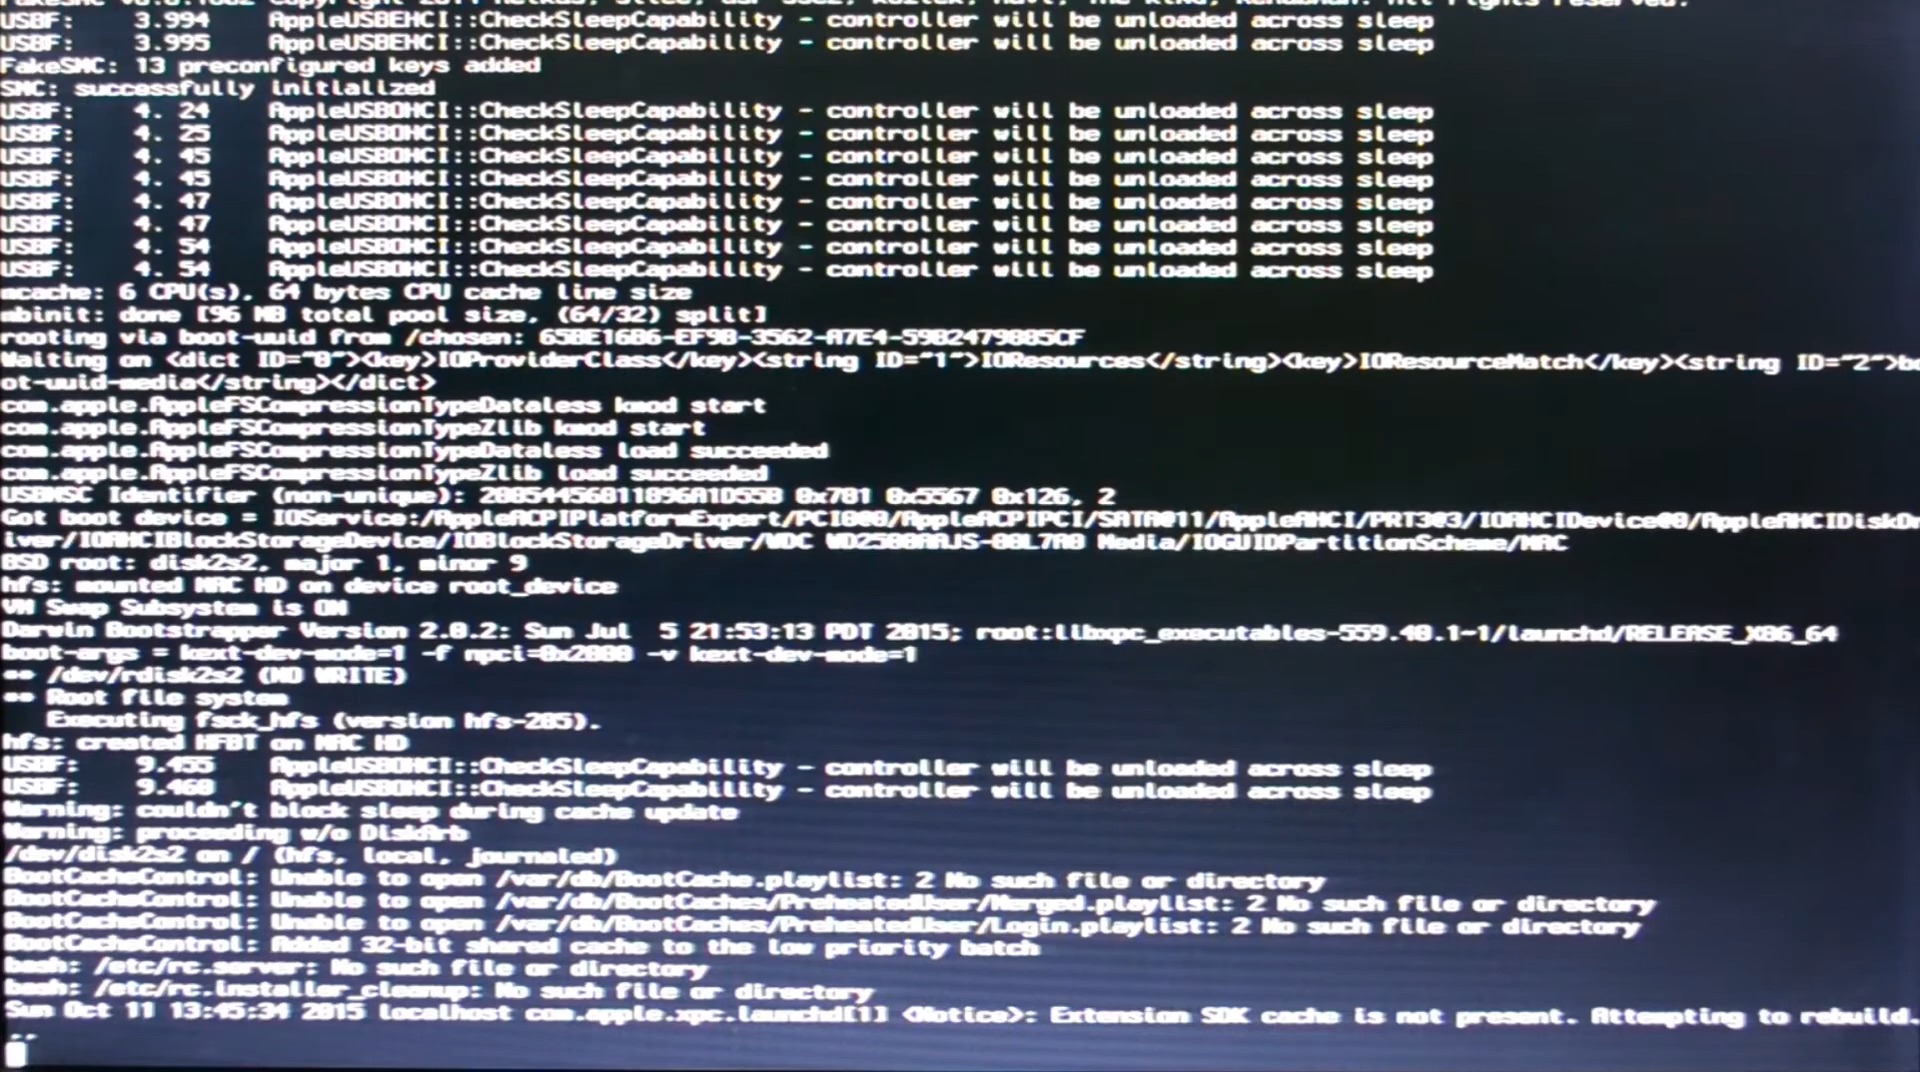 USBF: 3.994 AppleUSBEHCI::CheckSleepCapability - controller will be unloaded across sleep
USBF: 3.995 AppleUSBEHCI::CheckSleepCapability - controller will be unloaded across sleep
FakeSMC: 13 preconfigured keys added
SMC: successfully initialized
USBF: 4. 24 AppleUSBOHCI::CheckSleepCapability - controller will be unloaded across sleep
USBF: 4. 25 AppleUSBOHCI::CheckSleepCapability - controller will be unloaded across sleep
USBF: 4. 45 AppleUSBOHCI::CheckSleepCapability - controller will be unloaded across sleep
USBF: 4. 45 AppleUSBOHCI::CheckSleepCapability - controller will be unloaded across sleep
USBF: 4. 47 AppleUSBOHCI::CheckSleepCapability - controller will be unloaded across sleep
USBF: 4. 47 AppleUSBOHCI::CheckSleepCapability - controller will be unloaded across sleep
USBF: 4. 54 AppleUSBOHCI::CheckSleepCapability - controller will be unloaded across sleep
USBF: 4. 54 AppleUSBOHCI::CheckSleepCapability - controller will be unloaded across sleep
mcache: 6 CPU(s), 64 bytes CPU cache line size
mbinit: done [96 MB total pool size, (64/32) split]
rooting via boot-uuid from /chosen:
Waiting on <dict ID="0"><key>IOProviderClass</key><string ID="1">IOResources</string><key>IOResourceMatch</key><string ID="2">bo
ot-uuid-media</string></dict>
com.apple.AppleFSCompressionTypeDataless kmod start
com.apple.AppleFSCompressionTypeZlib kmod start
com.apple.AppleFSCompressionTypeDataless load succeeded
com.apple.AppleFSCompressionTypeZlib load succeeded
USBMSC Identifier (non-unique): 0x781 0x5567 0x126, 2
Got boot device = IOService:/AppleACPIPlatformExpert/PCI0@0/AppleACPIPCI/SATA@11/AppleAHCI/PRT3@3/IOAHCIDevice@0/AppleAHCIDiskDr
iver/IOAHCIBlockStorageDevice/IOBlockStorageDriver/WDC WD2500AAJS-00L7A0 Media/IOGUIDPartitionScheme/MAC
BSD root: disk2s2, major 1, minor 9
hfs: mounted MAC HD on device root_device
VM Swap Subsystem is ON
Darwin Bootstrapper Version 2.0.2: Sun Jul 5 21:53:13 PDT 2015; root:libxpc_executables-559.40.1~1/launchd/RELEASE_X86_64
boot-args = kext-dev-mode=1 -f npci=0x2000 -v kext-dev-mode=1
** /dev/rdisk2s2 (NO WRITE)
** Root file system
Executing fsck_hfs (version hfs-285).
hfs: created HFBT on MAC HD
USBF: 9.455 AppleUSBOHCI::CheckSleepCapability - controller will be unloaded across sleep
USBF: 9.460 AppleUSBOHCI::CheckSleepCapability - controller will be unloaded across sleep
Warning: couldn't block sleep during cache update
Warning: proceeding w/o DiskArb
/dev/disk2s2 on / (hfs, local, journaled)
BootCacheControl: Unable to open /var/db/BootCache.playlist: 2 No such file or directory
BootCacheControl: Unable to open /var/db/BootCaches/PreheatedUser/Merged.playlist: 2 No such file or directory
BootCacheControl: Unable to open /var/db/BootCaches/PreheatedUser/Login.playlist: 2 No such file or directory
BootCacheControl: Added 32-bit shared cache to the low priority batch
bash: /etc/rc.server: No such file or directory
bash: /etc/rc.installer_cleanup: No such file or directory
Sun Oct 11 13:45:34 2015 localhost com.apple.xpc.launchd[1] <Notice>: Extension SDK cache is not present. Attempting to rebuild.